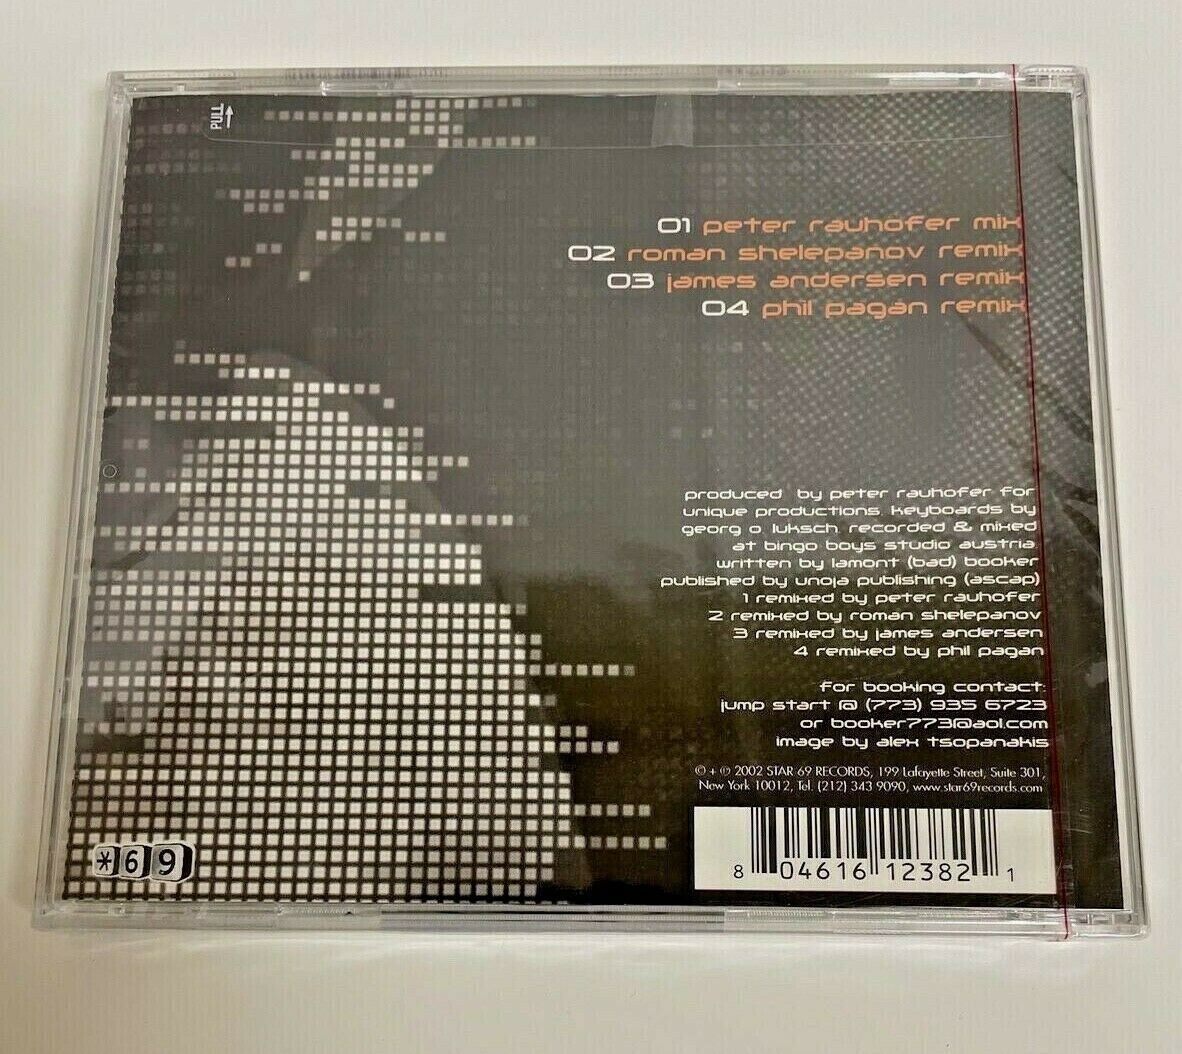 PULL
01 peter rauhofer mix
02 roman shelepanov remix
03 james andersen remix
04 phil pagan remix
produced by peter rauhofer for
unique productions. keyboards by
georg o. luksch. recorded & mixed
at bingo boys studio austria.
written by lamont (bad) booker
published by unoja publishing (ascap)
1 remixed by peter rauhofer
2 remixed by roman shelepanov
3 remixed by james andersen
4 remixed by phil pagan
for booking contact:
jump start @ (773) 935 6723
or booker773@aol.com
image by alex tsopanakis
© + ℗ 2002 STAR 69 RECORDS, 199 Lafayette Street, Suite 301,
New York 10012, Tel. (212) 343 9090, www.star69records.com
*69
8 04616 12382 1